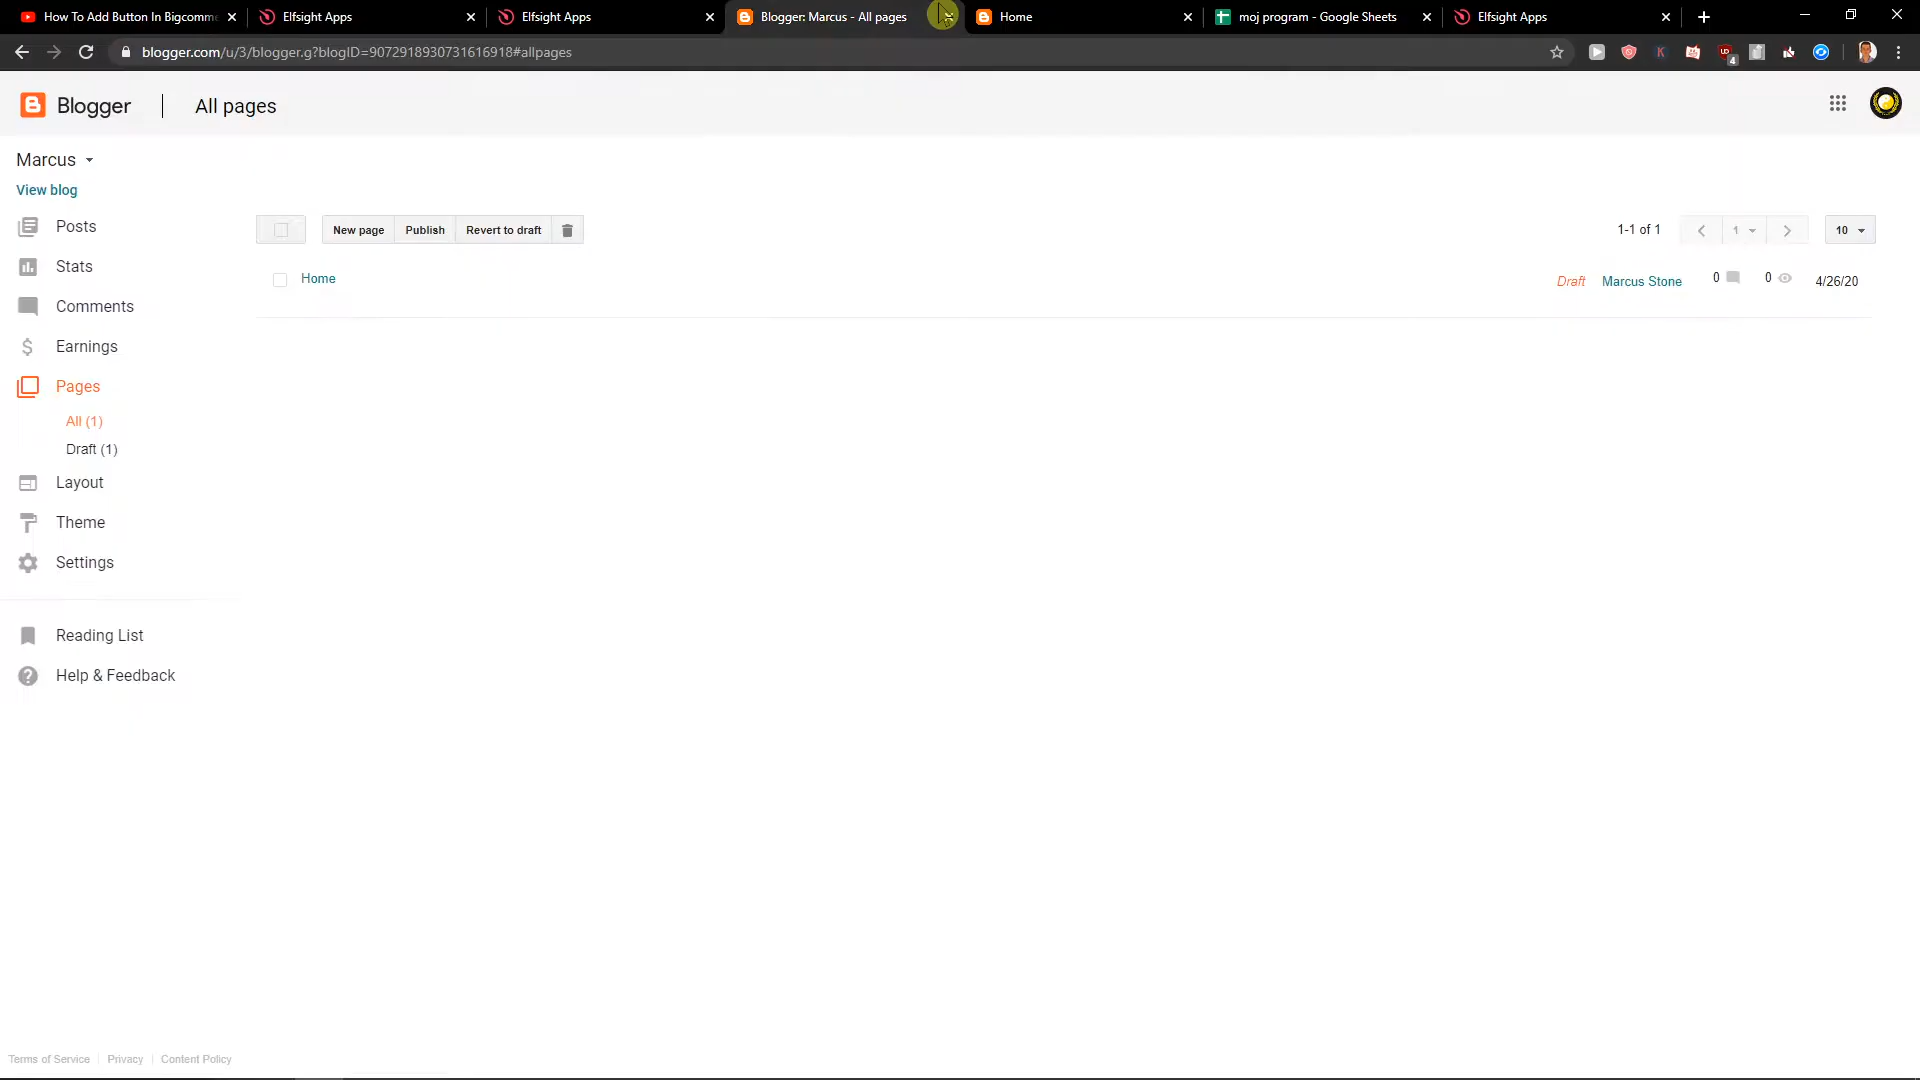 How To Add Button In Bigcomme
Elfsight Apps
Elfsight Apps
Blogger: Marcus - All pages
Home
moj program - Google Sheets
Elfsight Apps
blogger.com/u/3/blogger.g?blogID=9072918930731616918#allpages
K
UD
4
Blogger
All pages
Marcus
View blog
Posts
New page Publish Revert to draft
1-1 of 1
1
10
Stats
Home
Draft Marcus Stone 0 0 4/26/20
Comments
Earnings
Pages
All (1)
Draft (1)
Layout
Theme
Settings
Reading List
Help & Feedback
Terms of Service | Privacy | Content Policy